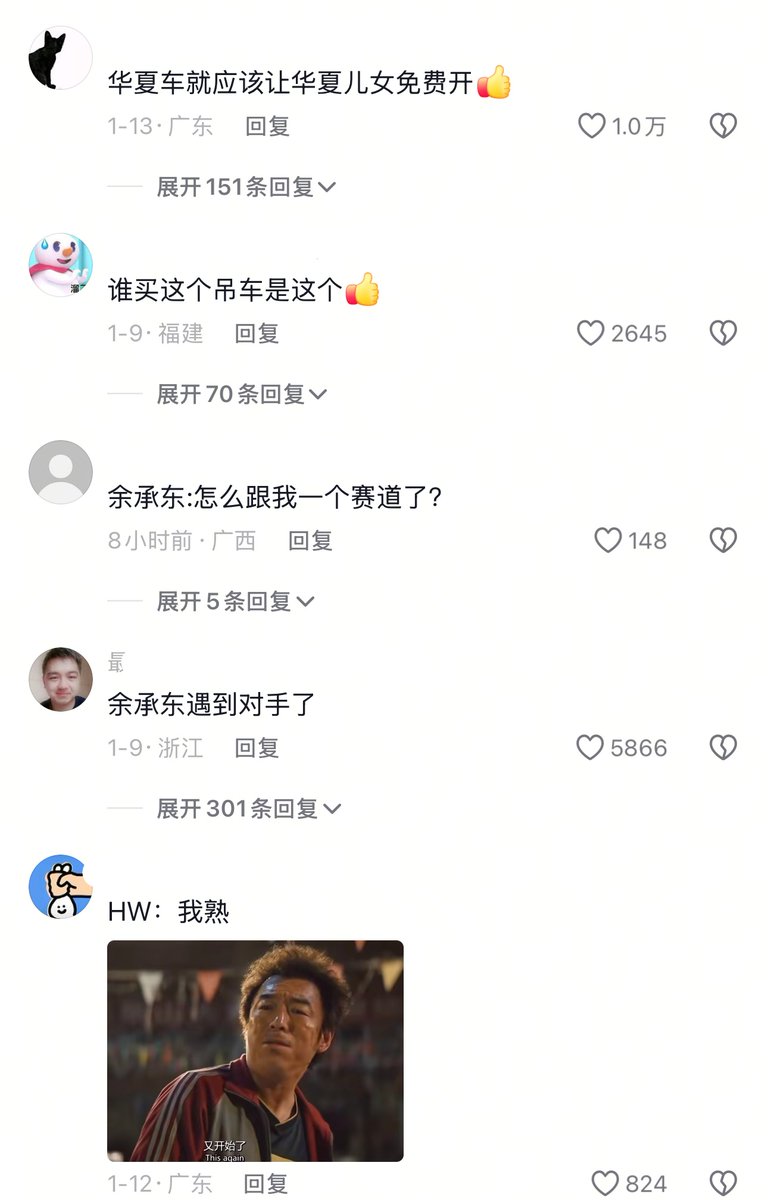 华夏车就应该让华夏儿女免费开👍
1-13·广东 回复 1.0万
展开151条回复
谁买这个吊车是这个👍
1-9·福建 回复 2645
展开70条回复
余承东:怎么跟我一个赛道了?
8小时前·广西 回复 148
展开5条回复
余承东遇到对手了
1-9·浙江 回复 5866
展开301条回复
HW：我熟
又开始了
This again
1-12·广东 回复 824